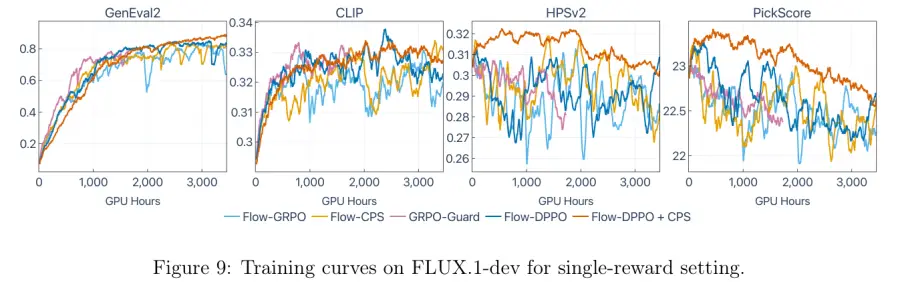 GenEval2
CLIP
HPSv2
PickScore
0.8
0.6
0.4
0.2
0 1,000 2,000 3,000
GPU Hours
0.34
0.33
0.32
0.31
0.3
0 1,000 2,000 3,000
GPU Hours
0.32
0.31
0.3
0.29
0.28
0.27
0.26
0 1,000 2,000 3,000
GPU Hours
23
22.5
22
0 1,000 2,000 3,000
GPU Hours
Flow-GRPO Flow-CPS GRPO-Guard Flow-DPPO Flow-DPPO + CPS
Figure 9: Training curves on FLUX.1-dev for single-reward setting.